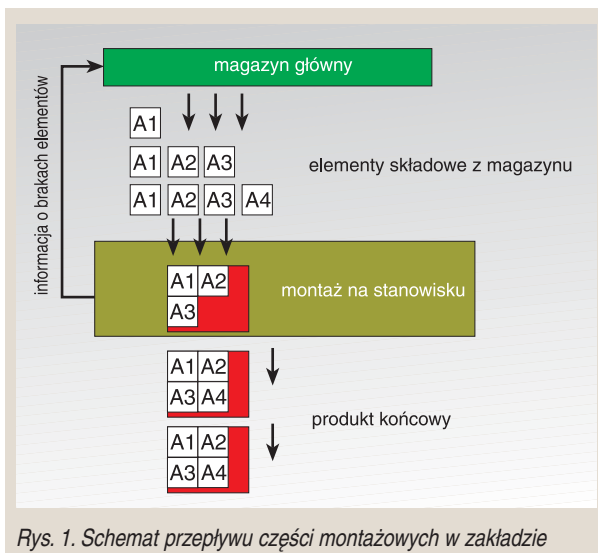 magazyn główny
informacja o brakach elementów
A1
A1 A2 A3
elementy składowe z magazynu
A1 A2 A3 A4
A1 A2
montaż na stanowisku
A3
A1 A2
A3 A4
produkt końcowy
A1 A2
A3 A4
Rys. 1. Schemat przepływu części montażowych w zakładzie